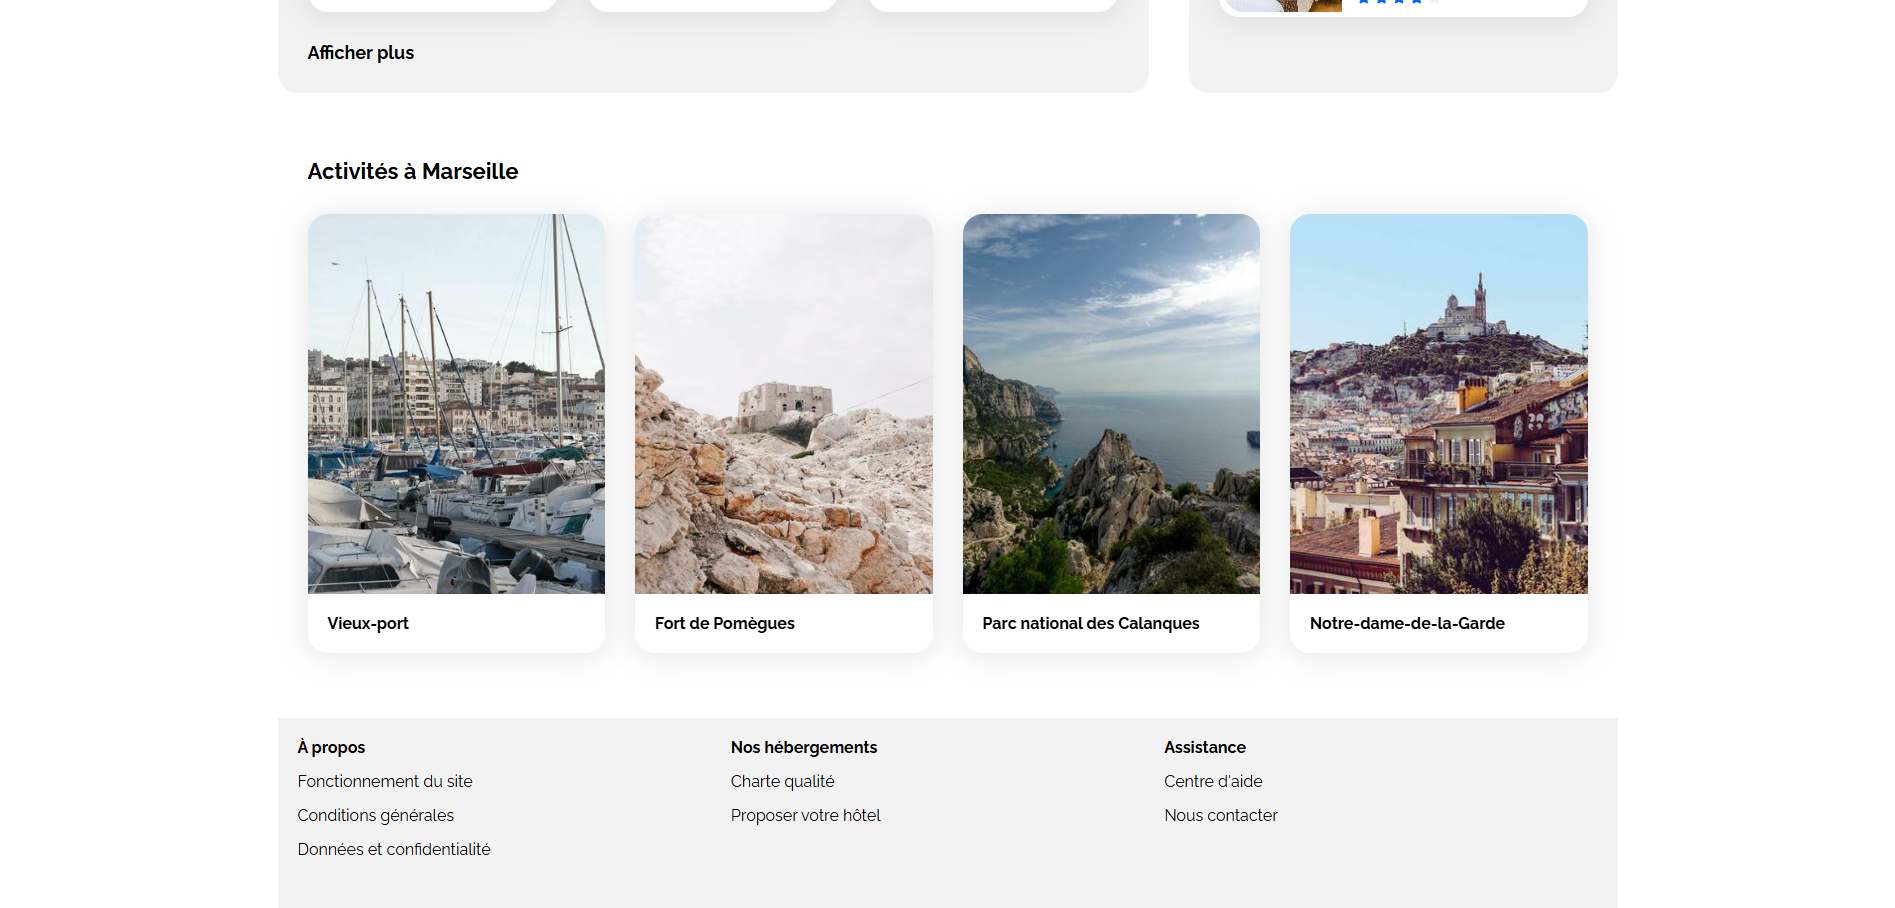 Afficher plus
Activités à Marseille
Vieux-port
Fort de Pomègues
Parc national des Calanques
Notre-dame-de-la-Garde
À propos
Fonctionnement du site
Conditions générales
Données et confidentialité
Nos hébergements
Charte qualité
Proposer votre hôtel
Assistance
Centre d'aide
Nous contacter